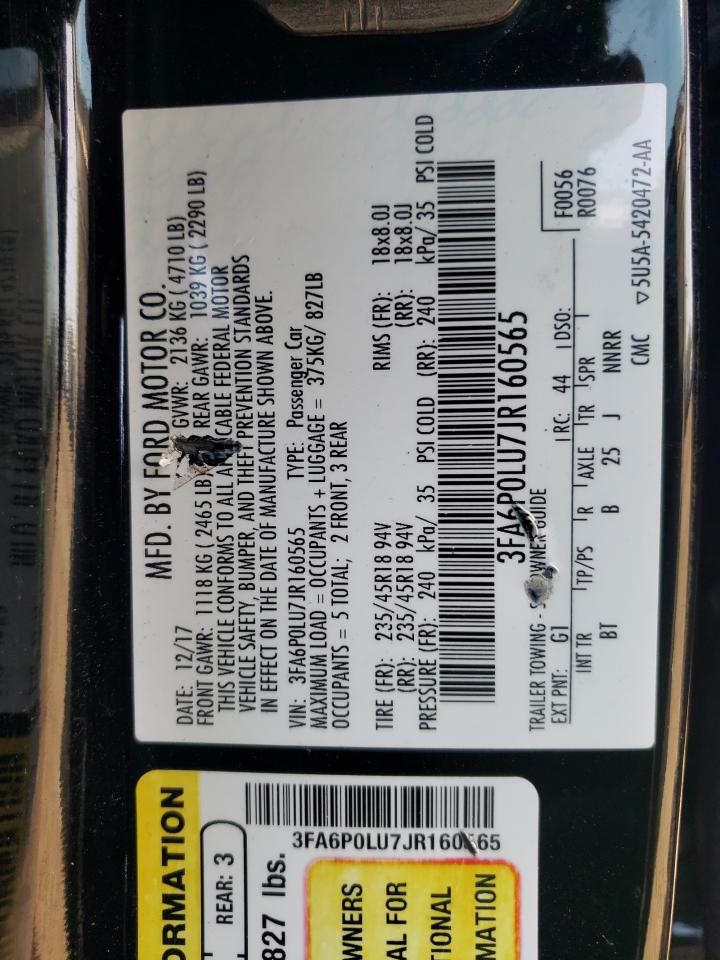 MFD. BY FORD MOTOR CO.
DATE: 12/17 GVWR: 2136 KG ( 4710 LB)
FRONT GAWR: 1118 KG ( 2465 LB) REAR GAWR: 1039 KG ( 2290 LB)
THIS VEHICLE CONFORMS TO ALL FEDERAL MOTOR
VEHICLE SAFETY, BUMPER, AND THEFT PREVENTION STANDARDS
IN EFFECT ON THE DATE OF MANUFACTURE SHOWN ABOVE.
VIN: 3FA6P0LU7JR160565 TYPE: Passenger Car
MAXIMUM LOAD = OCCUPANTS + LUGGAGE = 375KG/ 827LB
OCCUPANTS = 5 TOTAL; 2 FRONT, 3 REAR
TIRE (FR): 235/45R18 94V RIMS (FR): 18x8.0J
(RR): 235/45R18 94V (RR): 18x8.0J
PRESSURE (FR): 240 kPa/ 35 PSI COLD (RR): 240 kPa/ 35 PSI COLD
3FA6P0LU7JR160565
TRAILER TOWING - OWNER GUIDE
F0056
R0076
EXT PNT: G1 RC: 44 DSO:
INT TR TP/PS R AXLE TR SPR
BT B 25 J NNRR
CMC ▽5U5A-5420472-AA
ORMATION
REAR: 3
827 lbs.
3FA6P0LU7JR160565
WNERS
AL FOR
TIONAL
MATION